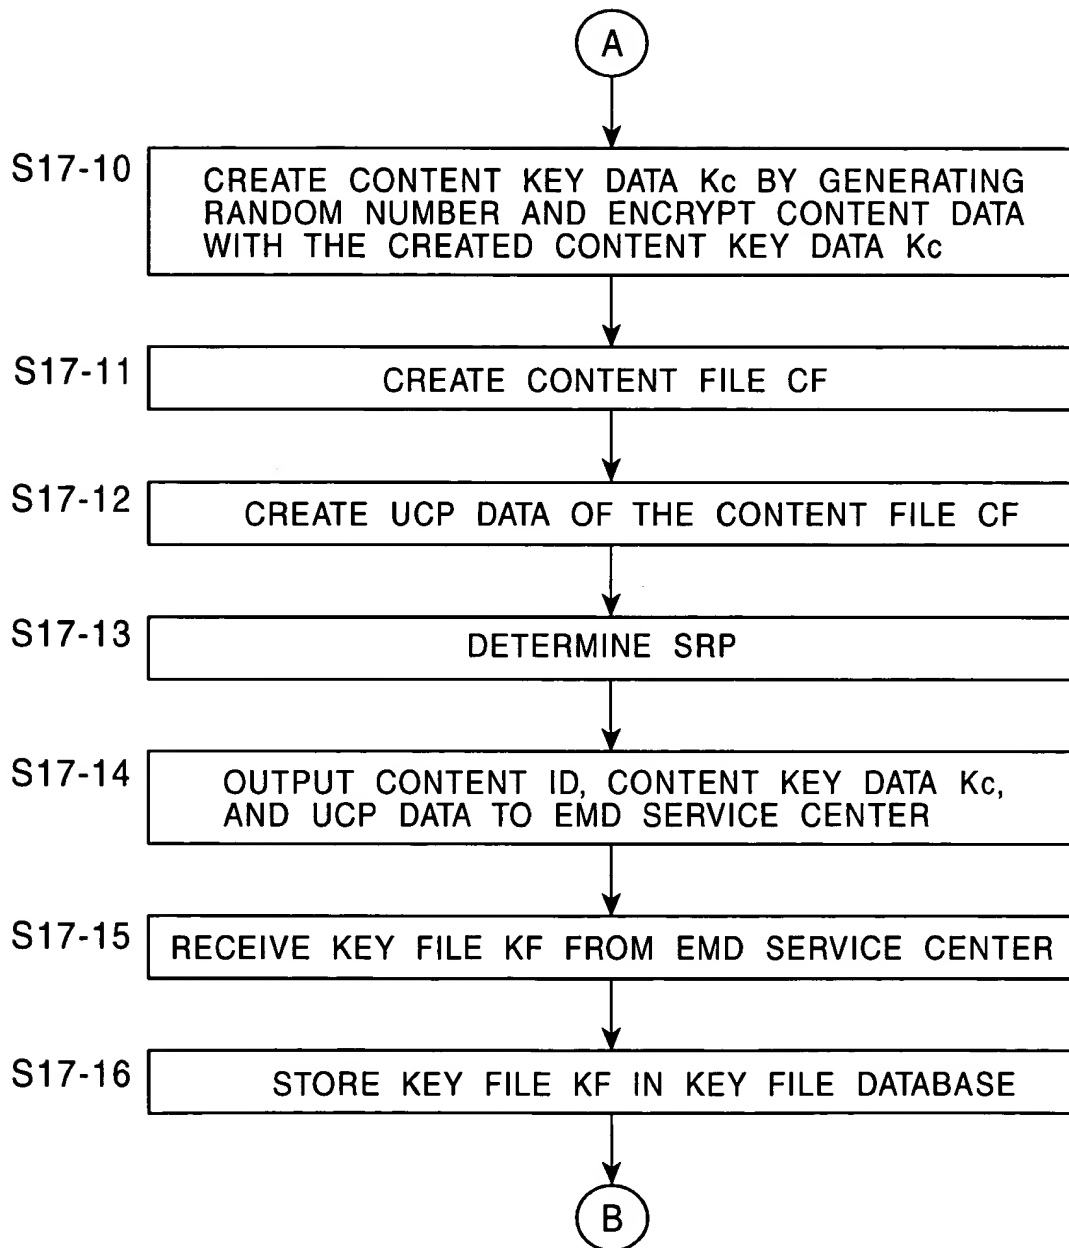 A
S17-10
CREATE CONTENT KEY DATA Kc BY GENERATING
RANDOM NUMBER AND ENCRYPT CONTENT DATA
WITH THE CREATED CONTENT KEY DATA Kc
S17-11
CREATE CONTENT FILE CF
S17-12
CREATE UCP DATA OF THE CONTENT FILE CF
S17-13
DETERMINE SRP
S17-14
OUTPUT CONTENT ID, CONTENT KEY DATA Kc,
AND UCP DATA TO EMD SERVICE CENTER
S17-15
RECEIVE KEY FILE KF FROM EMD SERVICE CENTER
S17-16
STORE KEY FILE KF IN KEY FILE DATABASE
B